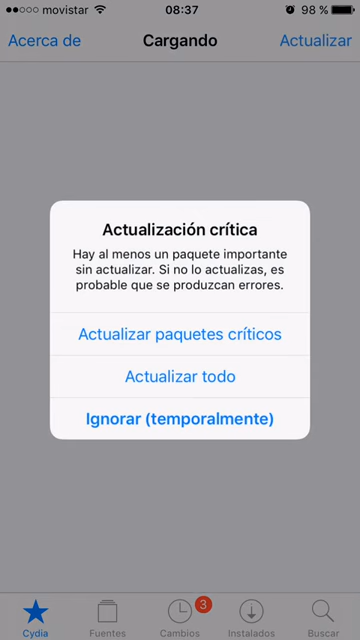 movistar 08:37 98 %
Acerca de Cargando Actualizar
Actualización crítica
Hay al menos un paquete importante
sin actualizar. Si no lo actualizas, es
probable que se produzcan errores.
Actualizar paquetes críticos
Actualizar todo
Ignorar (temporalmente)
3
Cydia Fuentes Cambios Instalados Buscar